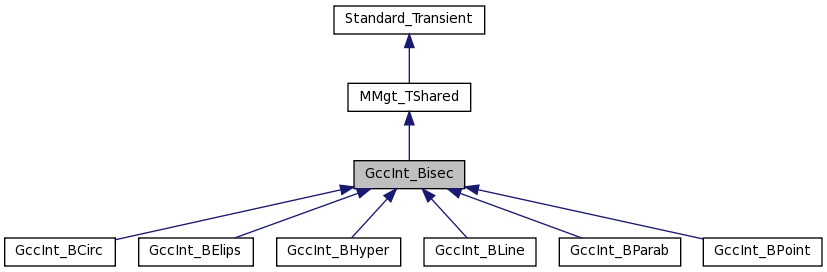 Standard_Transient
MMgt_TShared
GccInt_Bisec
GccInt_BCirc GccInt_BElips GccInt_BHyper GccInt_BLine GccInt_BParab GccInt_BPoint